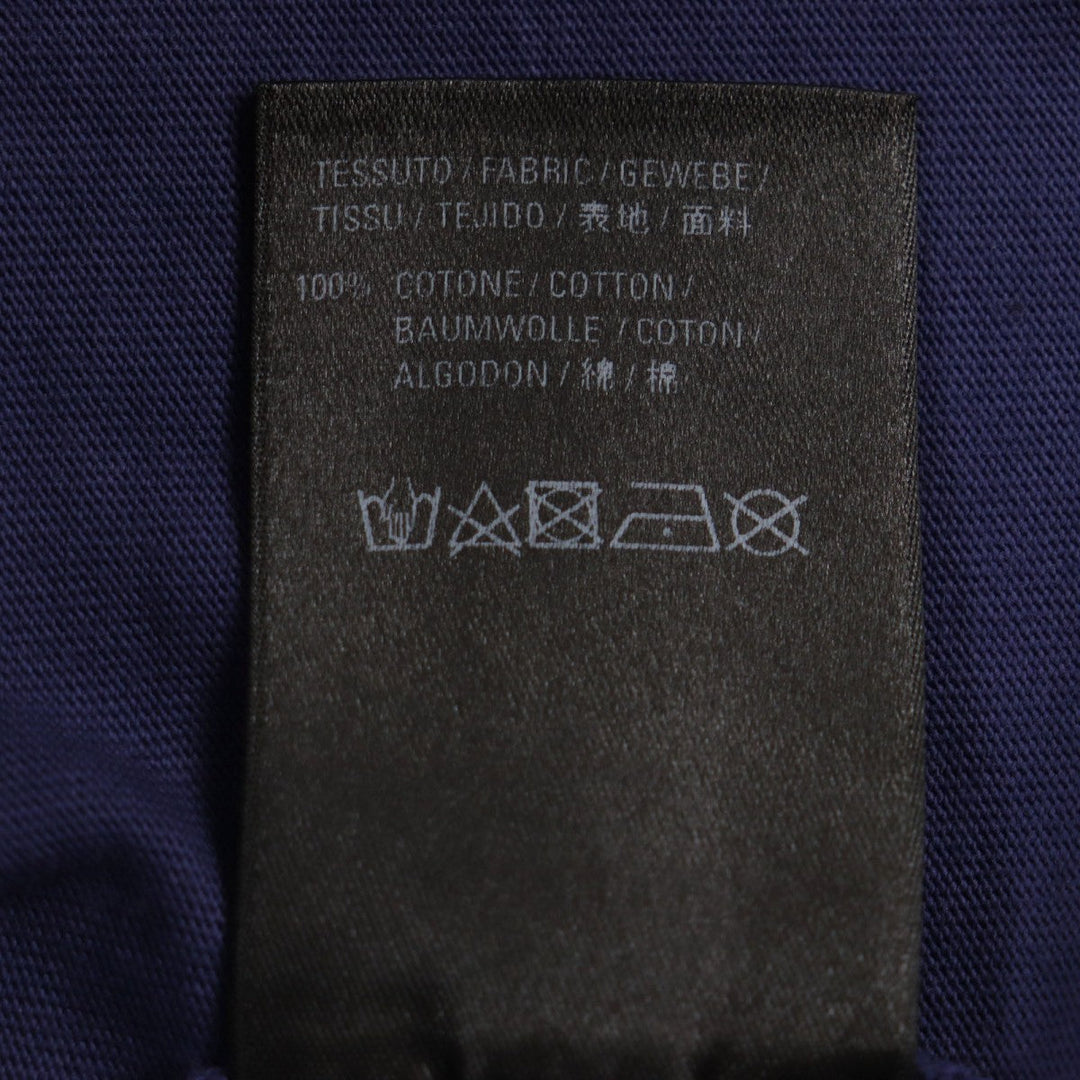 TESSUTO / FABRIC / GEWEBE /
TISSU / TEJIDO / 表地 / 面料
100% COTONE / COTTON /
BAUMWOLLE / COTON /
ALGODON / 綿 / 棉